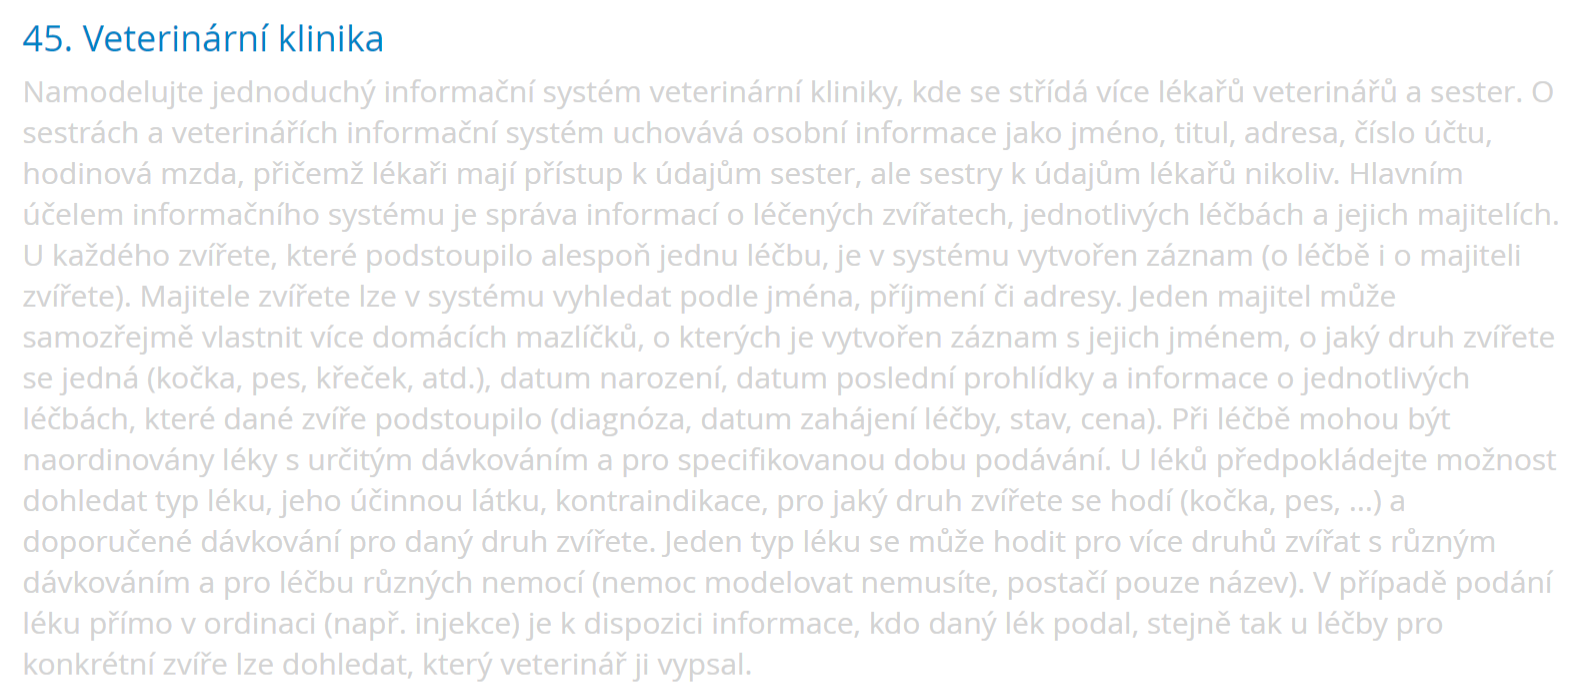 45. Veterinární klinika
Namodelujte jednoduchý informační systém veterinární kliniky, kde se střídá více lékařů veterinářů a sester. O
sestrách a veterinářích informační systém uchovává osobní informace jako jméno, titul, adresa, číslo účtu,
hodinová mzda, přičemž lékaři mají přístup k údajům sester, ale sestry k údajům lékařů nikoliv. Hlavním
účelem informačního systému je správa informací o léčených zvířatech, jednotlivých léčbách a jejich majitelích.
U každého zvířete, které podstoupilo alespoň jednu léčbu, je v systému vytvořen záznam (o léčbě i o majiteli
zvířete). Majitele zvířete lze v systému vyhledat podle jména, příjmení či adresy. Jeden majitel může
samozřejmě vlastnit více domácích mazlíčků, o kterých je vytvořen záznam s jejich jménem, o jaký druh zvířete
se jedná (kočka, pes, křeček, atd.), datum narození, datum poslední prohlídky a informace o jednotlivých
léčbách, které dané zvíře podstoupilo (diagnóza, datum zahájení léčby, stav, cena). Při léčbě mohou být
naordinovány léky s určitým dávkováním a pro specifikovanou dobu podávání. U léků předpokládejte možnost
dohledat typ léku, jeho účinnou látku, kontraindikace, pro jaký druh zvířete se hodí (kočka, pes, ...) a
doporučené dávkování pro daný druh zvířete. Jeden typ léku se může hodit pro více druhů zvířat s různým
dávkováním a pro léčbu různých nemocí (nemoc modelovat nemusíte, postačí pouze název). V případě podání
léku přímo v ordinaci (např. injekce) je k dispozici informace, kdo daný lék podal, stejně tak u léčby pro
konkrétní zvíře lze dohledat, který veterinář ji vypsal.